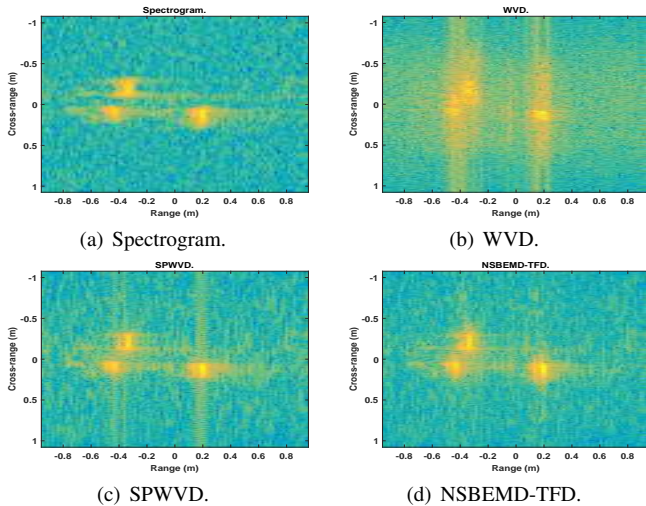 Spectrogram.
Cross-range (m)
-1
-0.5
0
0.5
1
-0.8 -0.6 -0.4 -0.2 0 0.2 0.4 0.6 0.8
Range (m)
(a) Spectrogram.
WVD.
Cross-range (m)
-1
-0.5
0
0.5
1
-0.8 -0.6 -0.4 -0.2 0 0.2 0.4 0.6 0.8
Range (m)
(b) WVD.
SPWVD.
Cross-range (m)
-1
-0.5
0
0.5
1
-0.8 -0.6 -0.4 -0.2 0 0.2 0.4 0.6 0.8
Range (m)
(c) SPWVD.
NSBEMD-TFD.
Cross-range (m)
-1
-0.5
0
0.5
1
-0.8 -0.6 -0.4 -0.2 0 0.2 0.4 0.6 0.8
Range (m)
(d) NSBEMD-TFD.